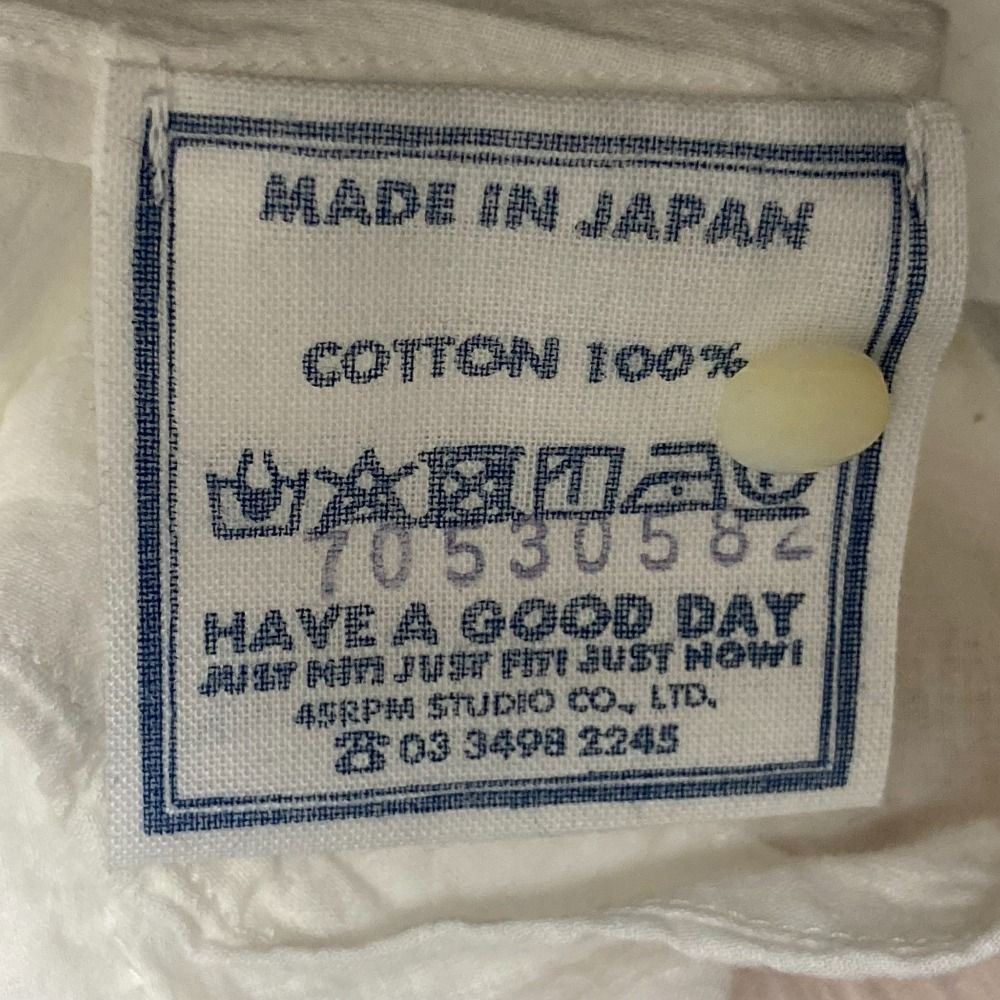 MADE IN JAPAN
COTTON 100%
70530582
HAVE A GOOD DAY
JUST HIT! JUST FIT! JUST NOW!
45RPM STUDIO CO., LTD.
☎ 03 3498 2245